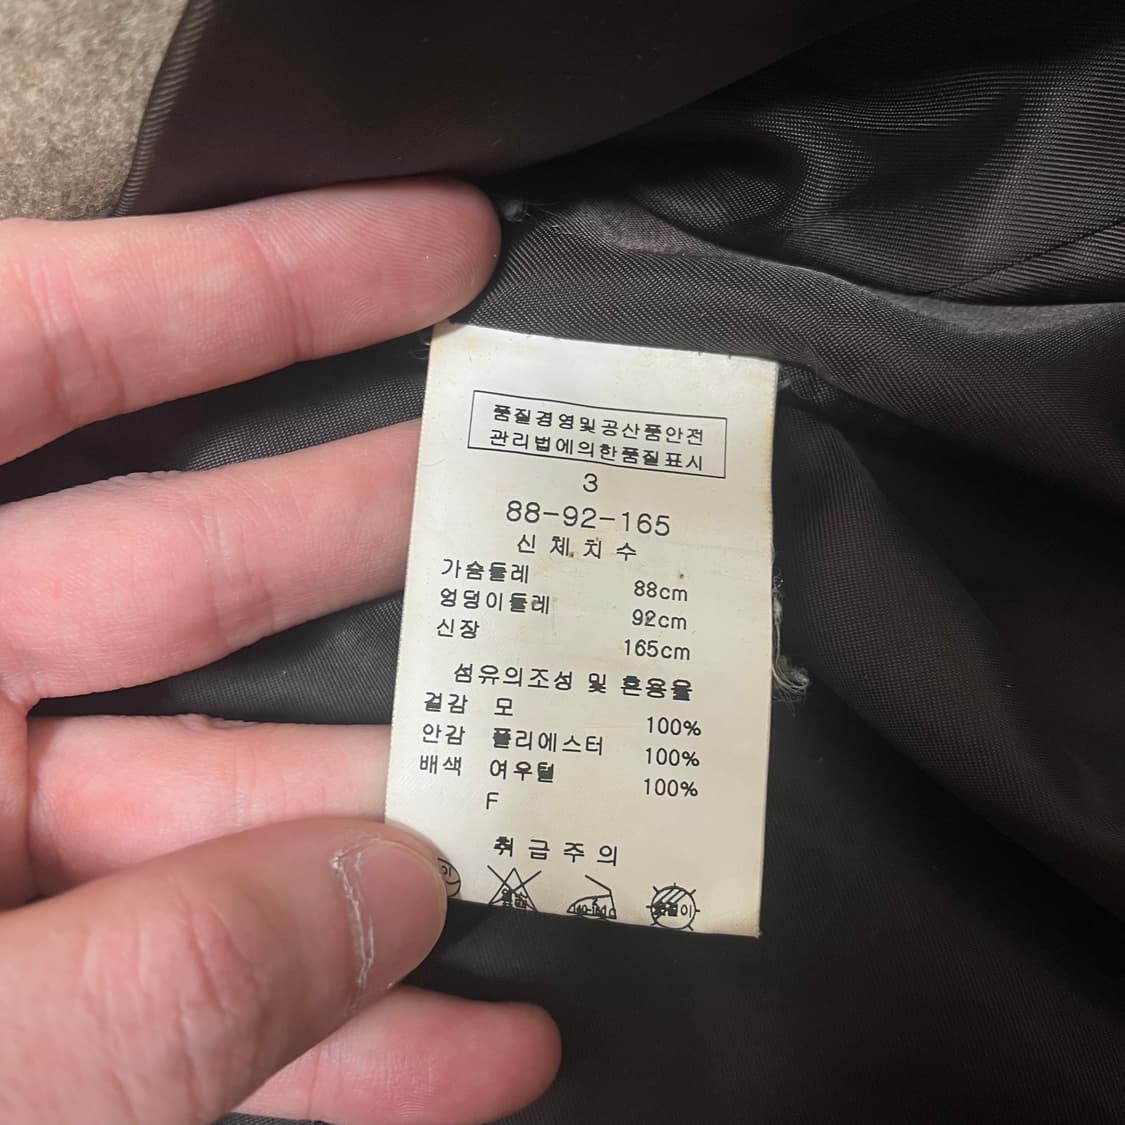 품질경영및공산품안전
관리법에의한품질표시
3
88-92-165
신체치수
가슴둘레 88cm
엉덩이둘레 92cm
신장 165cm
섬유의조성 및 혼용율
겉감 모 100%
안감 폴리에스터 100%
배색 여우털 100%
F
취급주의